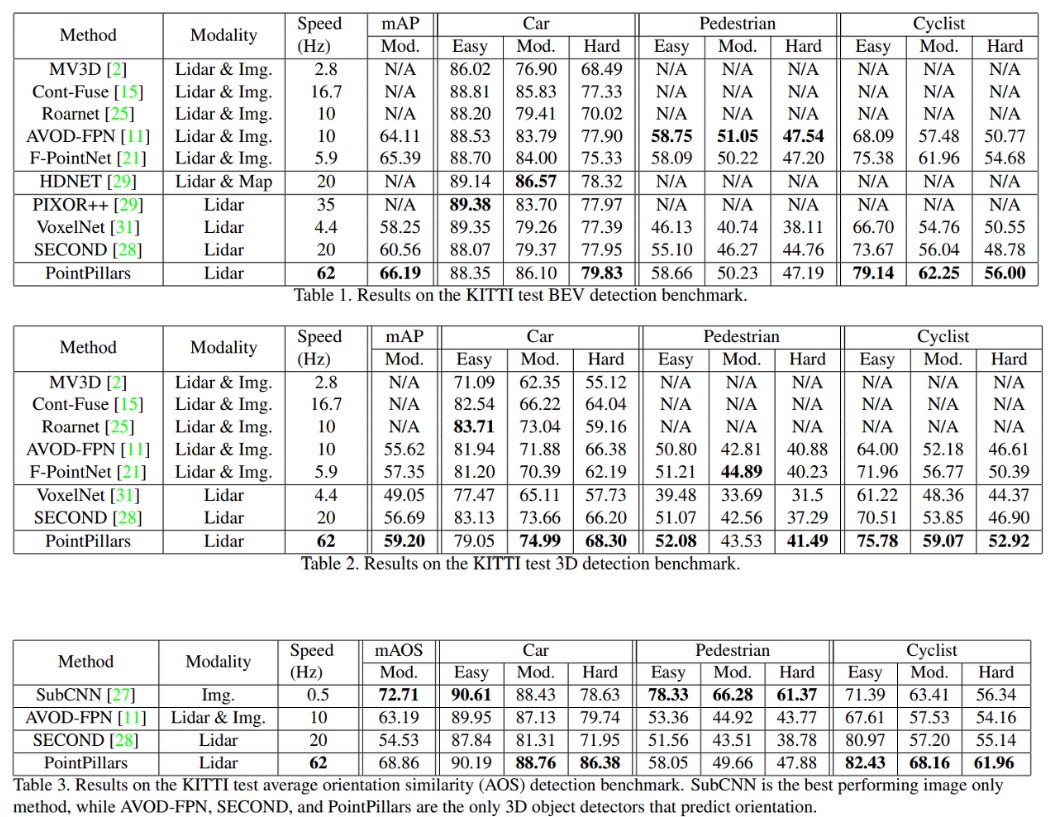 Method Modality Speed (Hz) mAP Car Pedestrian Cyclist
Mod. Easy Mod. Hard Easy Mod. Hard Easy Mod. Hard
MV3D [2] Lidar & Img. 2.8 N/A 86.02 76.90 68.49 N/A N/A N/A N/A N/A N/A
Cont-Fuse [15] Lidar & Img. 16.7 N/A 88.81 85.83 77.33 N/A N/A N/A N/A N/A N/A
Roarnet [25] Lidar & Img. 10 N/A 88.20 79.41 70.02 N/A N/A N/A N/A N/A N/A
AVOD-FPN [11] Lidar & Img. 10 64.11 88.53 83.79 77.90 58.75 51.05 47.54 68.09 57.48 50.77
F-PointNet [21] Lidar & Img. 5.9 65.39 88.70 84.00 75.33 58.09 50.22 47.20 75.38 61.96 54.68
HDNET [29] Lidar & Map 20 N/A 89.14 86.57 78.32 N/A N/A N/A N/A N/A N/A
PIXOR++ [29] Lidar 35 N/A 89.38 83.70 77.97 N/A N/A N/A N/A N/A N/A
VoxelNet [31] Lidar 4.4 58.25 89.35 79.26 77.39 46.13 40.74 38.11 66.70 54.76 50.55
SECOND [28] Lidar 20 60.56 88.07 79.37 77.95 55.10 46.27 44.76 73.67 56.04 48.78
PointPillars Lidar 62 66.19 88.35 86.10 79.83 58.66 50.23 47.19 79.14 62.25 56.00
Table 1. Results on the KITTI test BEV detection benchmark.
Method Modality Speed (Hz) mAP Car Pedestrian Cyclist
Mod. Easy Mod. Hard Easy Mod. Hard Easy Mod. Hard
MV3D [2] Lidar & Img. 2.8 N/A 71.09 62.35 55.12 N/A N/A N/A N/A N/A N/A
Cont-Fuse [15] Lidar & Img. 16.7 N/A 82.54 66.22 64.04 N/A N/A N/A N/A N/A N/A
Roarnet [25] Lidar & Img. 10 N/A 83.71 73.04 59.16 N/A N/A N/A N/A N/A N/A
AVOD-FPN [11] Lidar & Img. 10 55.62 81.94 71.88 66.38 50.80 42.81 40.88 64.00 52.18 46.61
F-PointNet [21] Lidar & Img. 5.9 57.35 81.20 70.39 62.19 51.21 44.89 40.23 71.96 56.77 50.39
VoxelNet [31] Lidar 4.4 49.05 77.47 65.11 57.73 39.48 33.69 31.5 61.22 48.36 44.37
SECOND [28] Lidar 20 56.69 83.13 73.66 66.20 51.07 42.56 37.29 70.51 53.85 46.90
PointPillars Lidar 62 59.20 79.05 74.99 68.30 52.08 43.53 41.49 75.78 59.07 52.92
Table 2. Results on the KITTI test 3D detection benchmark.
Method Modality Speed (Hz) mAOS Car Pedestrian Cyclist
Mod. Easy Mod. Hard Easy Mod. Hard Easy Mod. Hard
SubCNN [27] Img. 0.5 72.71 90.61 88.43 78.63 78.33 66.28 61.37 71.39 63.41 56.34
AVOD-FPN [11] Lidar & Img. 10 63.19 89.95 87.13 79.74 53.36 44.92 43.77 67.61 57.53 54.16
SECOND [28] Lidar 20 54.53 87.84 81.31 71.95 51.56 43.51 38.78 80.97 57.20 55.14
PointPillars Lidar 62 68.86 90.19 88.76 86.38 58.05 49.66 47.88 82.43 68.16 61.96
Table 3. Results on the KITTI test average orientation similarity (AOS) detection benchmark. SubCNN is the best performing image only
method, while AVOD-FPN, SECOND, and PointPillars are the only 3D object detectors that predict orientation.